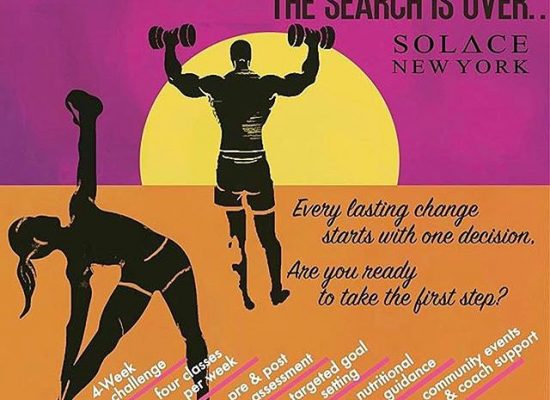 THE SEARCH IS OVER. . .
SOLΛCE
NEW YORK
Every lasting change
starts with one decision,
Are you ready
to take the first step?
4-Week
challenge
four classes
per week
pre & post
assessment
targeted goal
setting
nutritional
guidance
community events
& coach support